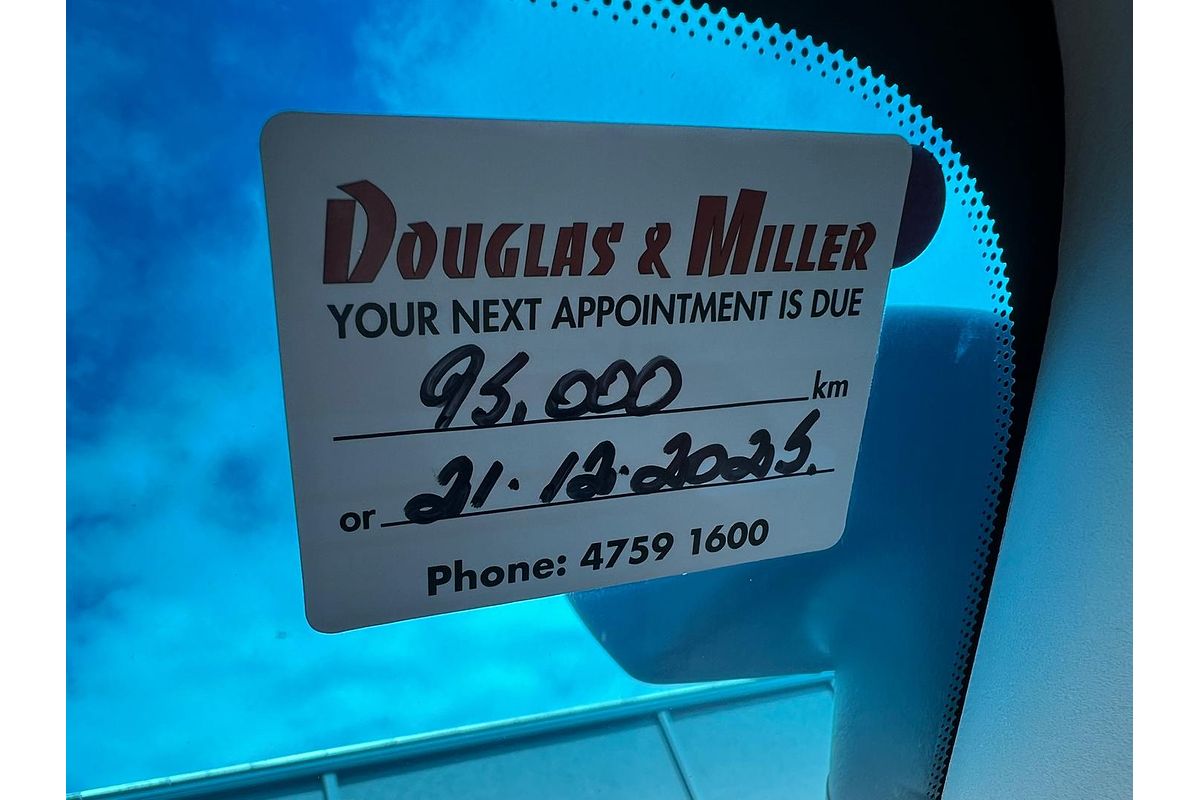 DOUGLAS & MILLER
YOUR NEXT APPOINTMENT IS DUE
95,000 km
or 21.12.2025.
Phone: 4759 1600